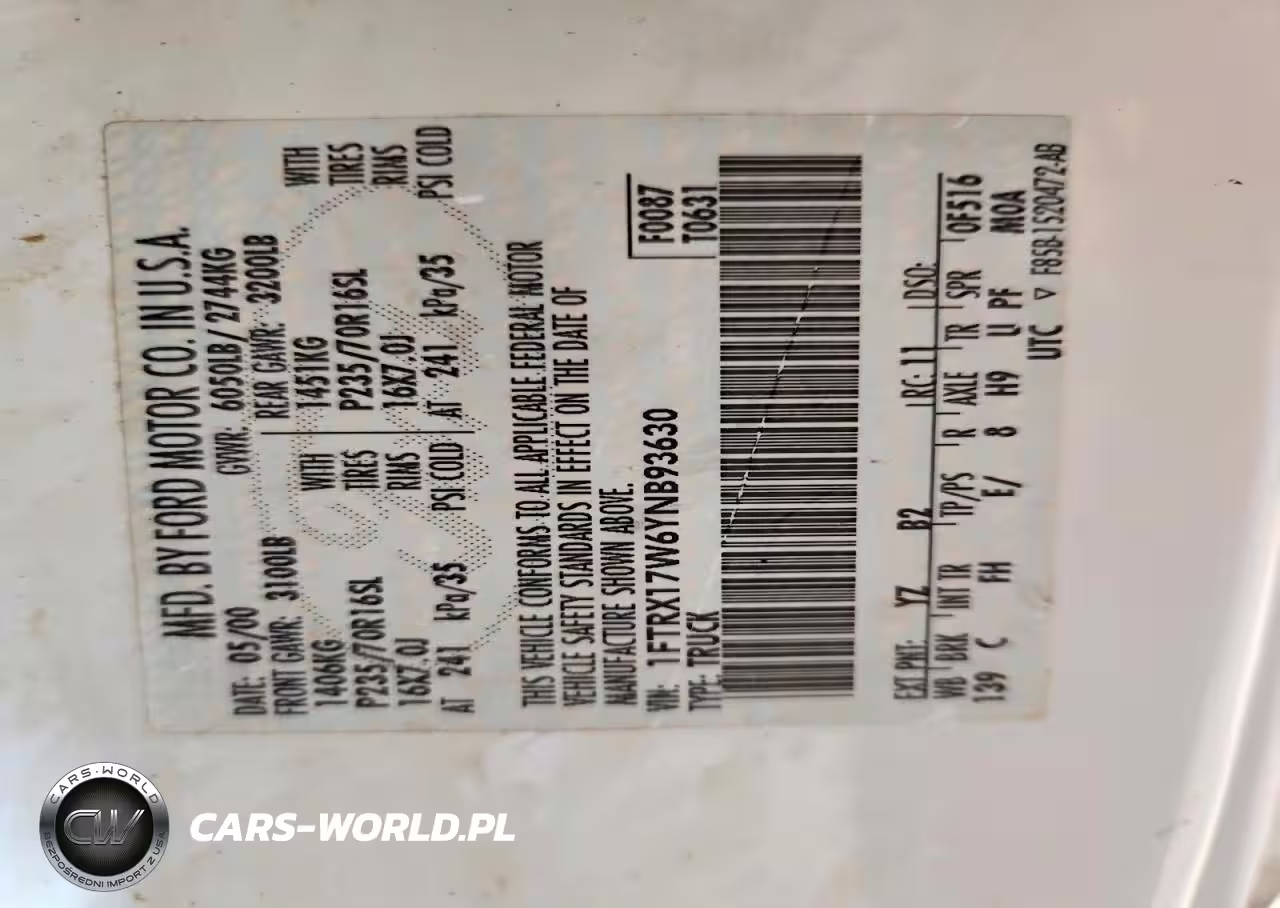 MFD. BY FORD MOTOR CO. IN U.S.A.
DATE: 05/00 GVWR: 6050LB/ 2744KG
FRONT GAWR: 3100LB REAR GAWR: 3200LB
1406KG WITH 1451KG WITH
P235/70R16SL TIRES P235/70R16SL TIRES
16X7.0J RIMS 16X7.0J RIMS
AT 241 kPa/35 PSI COLD AT 241 kPa/35 PSI COLD
THIS VEHICLE CONFORMS TO ALL APPLICABLE FEDERAL MOTOR
VEHICLE SAFETY STANDARDS IN EFFECT ON THE DATE OF
MANUFACTURE SHOWN ABOVE.
VIN: 1FTRX17W6YNB93630 F0087
TYPE: TRUCK T0631
EXT PNT: YZ B2 RC: 11 DSO:
WB BRK INT TR TP/PS R AXLE TR SPR 0F516
139 C FH E/ 8 H9 U PF M0A
UTC ▽ F85B-1520472-AB
CARS-WORLD
CW
BEZPOŚREDNI IMPORT Z USA
CARS-WORLD.PL